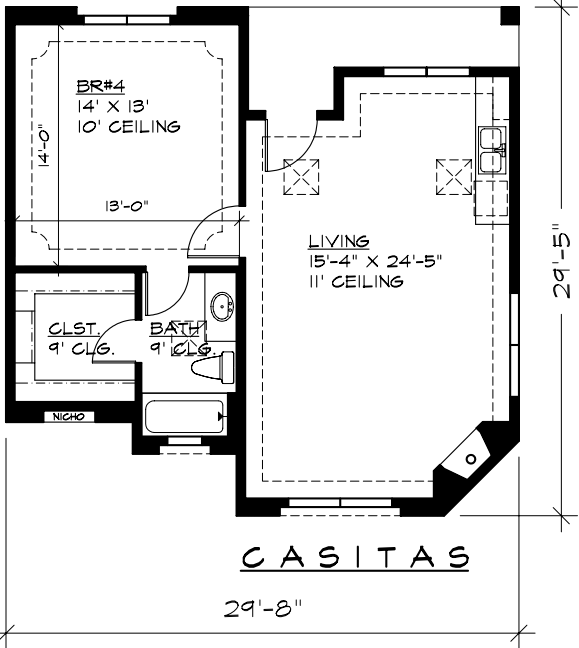 BR#4
14' X 13'
10' CEILING
14'-0"
13'-0"
LIVING
15'-4" X 24'-5"
11' CEILING
CLST.
9' CLG.
BATH
9' CLG.
NICHO
29'-5"
CASITAS
29'-8"